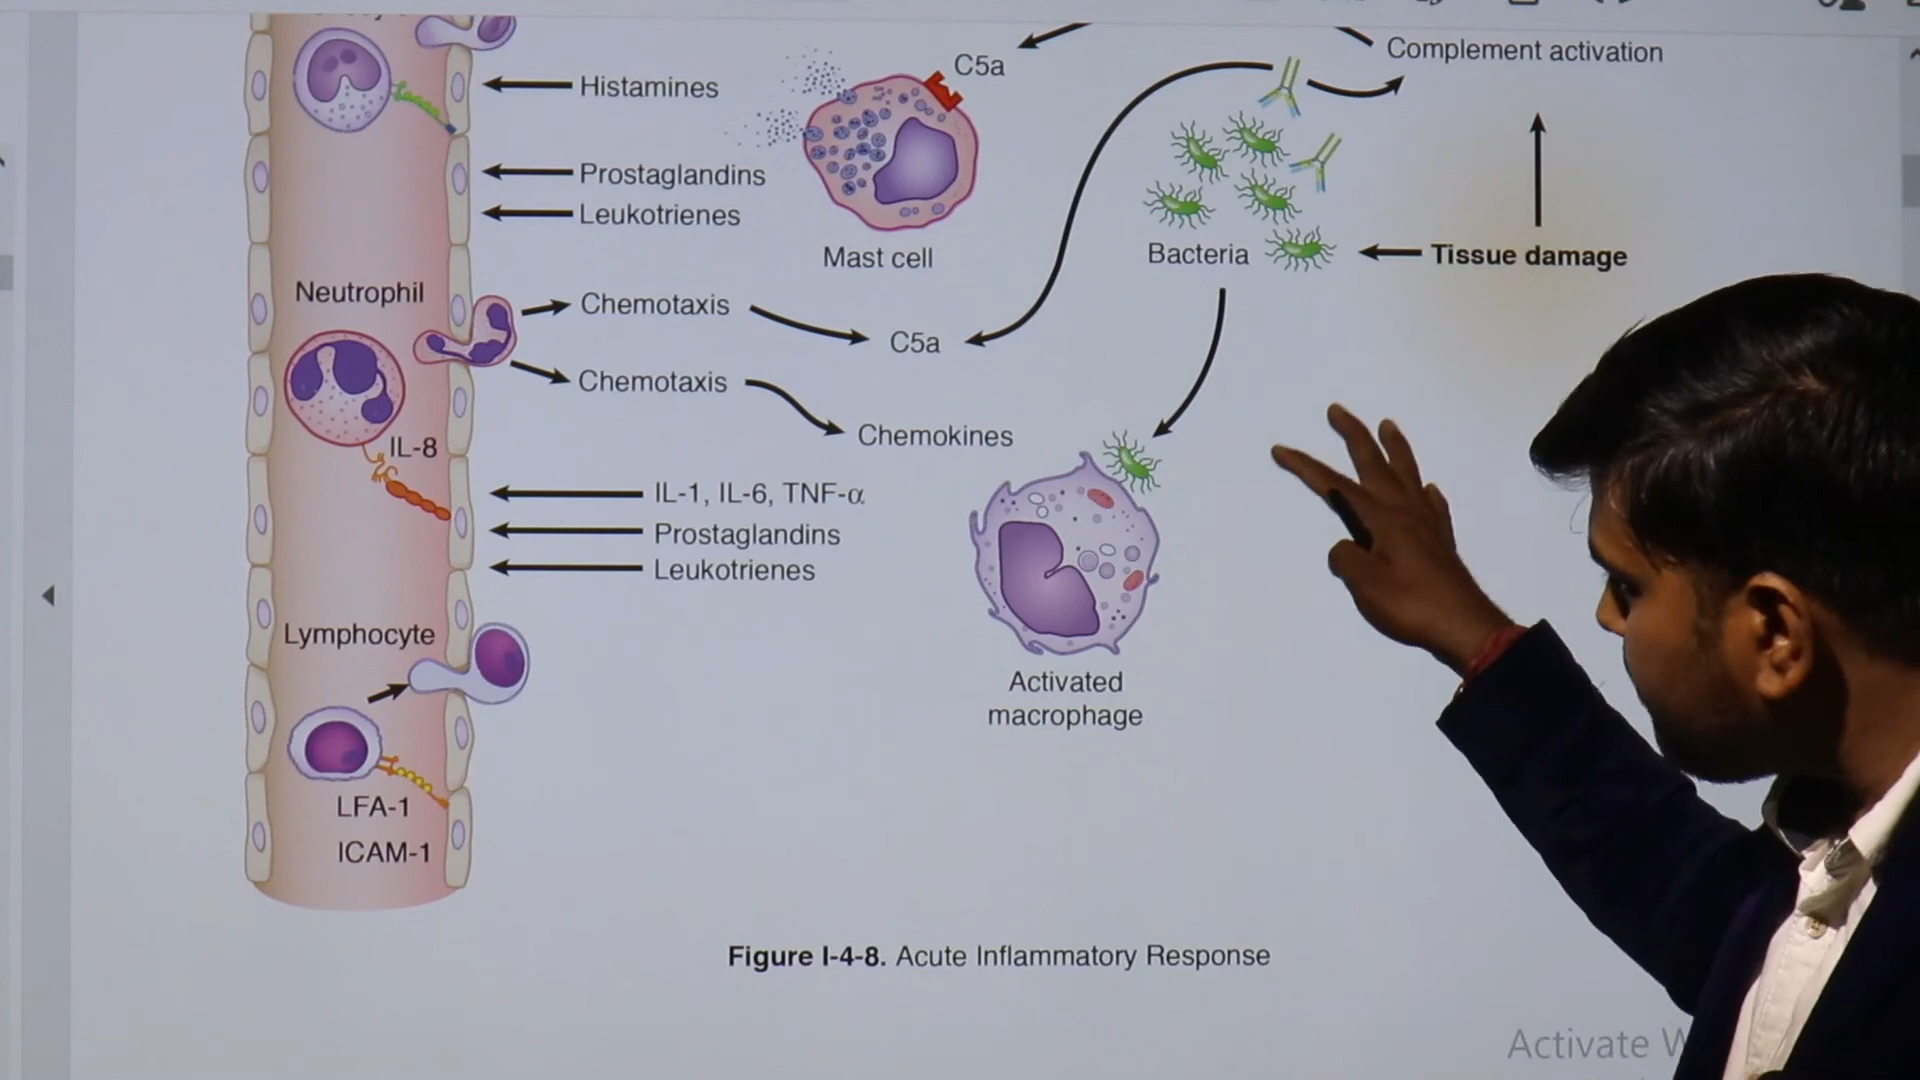 Complement activation
C5a
Histamines
Prostaglandins
Leukotrienes
Mast cell
Bacteria
Tissue damage
Neutrophil
Chemotaxis
C5a
Chemotaxis
Chemokines
IL-8
IL-1, IL-6, TNF-α
Prostaglandins
Leukotrienes
Lymphocyte
Activated
macrophage
LFA-1
ICAM-1
Figure I-4-8. Acute Inflammatory Response
Activate